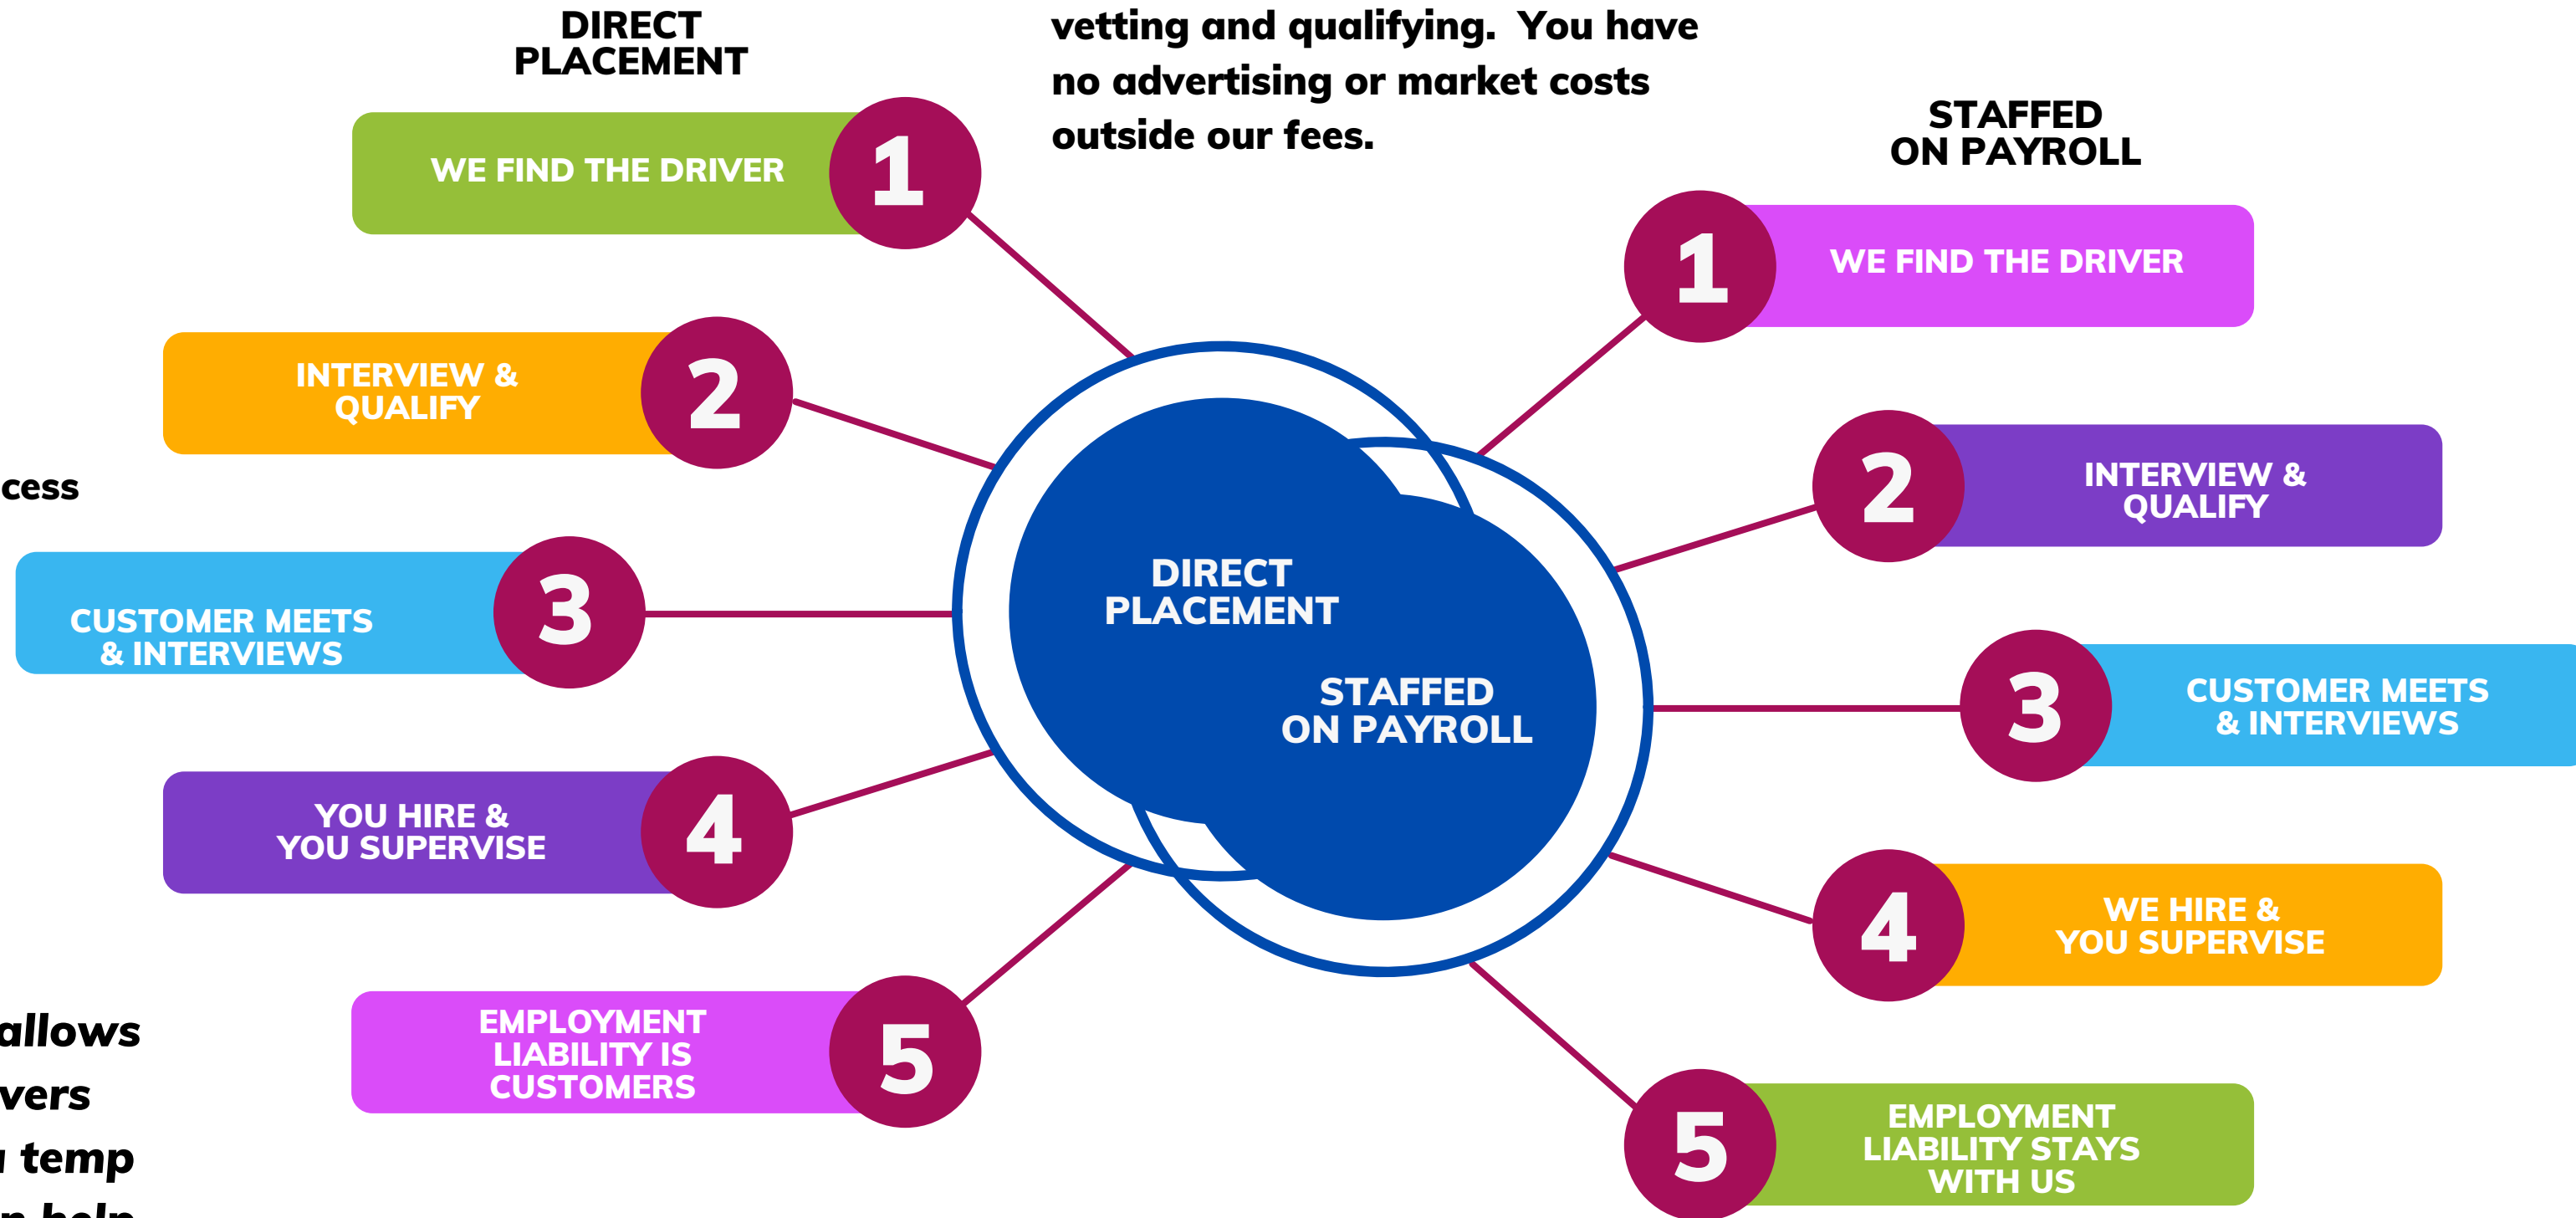 DIRECT
PLACEMENT
vetting and qualifying. You have
no advertising or market costs
outside our fees.
STAFFED
ON PAYROLL
WE FIND THE DRIVER
1
INTERVIEW &
QUALIFY
2
cess
CUSTOMER MEETS
& INTERVIEWS
3
YOU HIRE &
YOU SUPERVISE
4
EMPLOYMENT
LIABILITY IS
CUSTOMERS
5
DIRECT
PLACEMENT
STAFFED
ON PAYROLL
1
WE FIND THE DRIVER
2
INTERVIEW &
QUALIFY
3
CUSTOMER MEETS
& INTERVIEWS
4
WE HIRE &
YOU SUPERVISE
5
EMPLOYMENT
LIABILITY STAYS
WITH US
allows
vers
temp
help